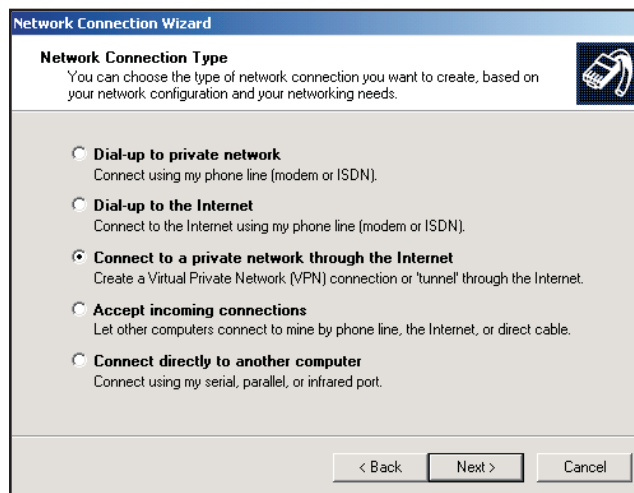 Network Connection Wizard
Network Connection Type
You can choose the type of network connection you want to create, based on
your network configuration and your networking needs.
Dial-up to private network
Connect using my phone line (modem or ISDN).
Dial-up to the Internet
Connect to the Internet using my phone line (modem or ISDN).
Connect to a private network through the Internet
Create a Virtual Private Network (VPN) connection or 'tunnel' through the Internet.
Accept incoming connections
Let other computers connect to mine by phone line, the Internet, or direct cable.
Connect directly to another computer
Connect using my serial, parallel, or infrared port.
< Back Next > Cancel